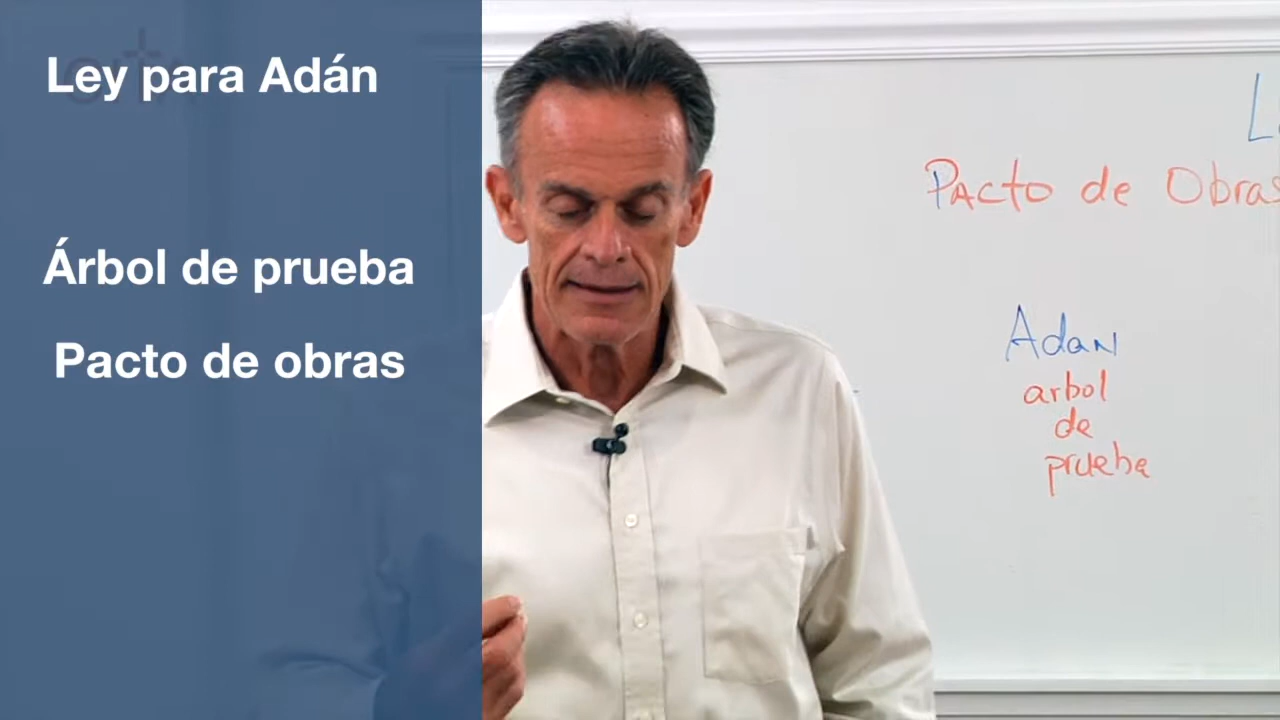 Ley para Adán
Árbol de prueba
Pacto de obras
Pacto de Obras
Adan
arbol
de
prueba